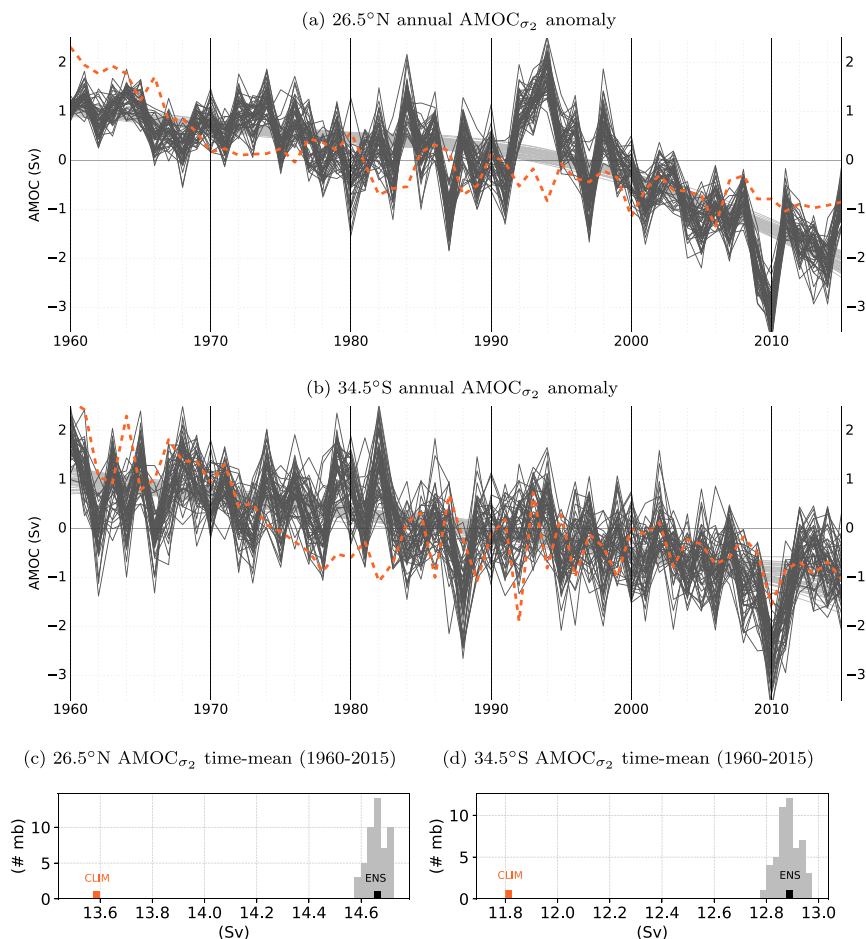 (a) 26.5°N annual AMOCσ₂ anomaly
2 2
1 1
0 0
−1 −1
−2 −2
−3 −3
AMOC (Sv)
1960 1970 1980 1990 2000 2010
(b) 34.5°S annual AMOCσ₂ anomaly
2 2
1 1
0 0
−1 −1
−2 −2
−3 −3
AMOC (Sv)
1960 1970 1980 1990 2000 2010
(c) 26.5°N AMOCσ₂ time-mean (1960-2015)
10
5
0
(# mb)
CLIM ENS
13.6 13.8 14.0 14.2 14.4 14.6
(Sv)
(d) 34.5°S AMOCσ₂ time-mean (1960-2015)
10
5
0
(# mb)
CLIM ENS
11.8 12.0 12.2 12.4 12.6 12.8 13.0
(Sv)